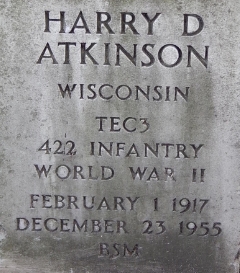 HARRY D
ATKINSON
WISCONSIN
TEC3
422 INFANTRY
WORLD WAR II
FEBRUARY 1 1917
DECEMBER 23 1955
BSM